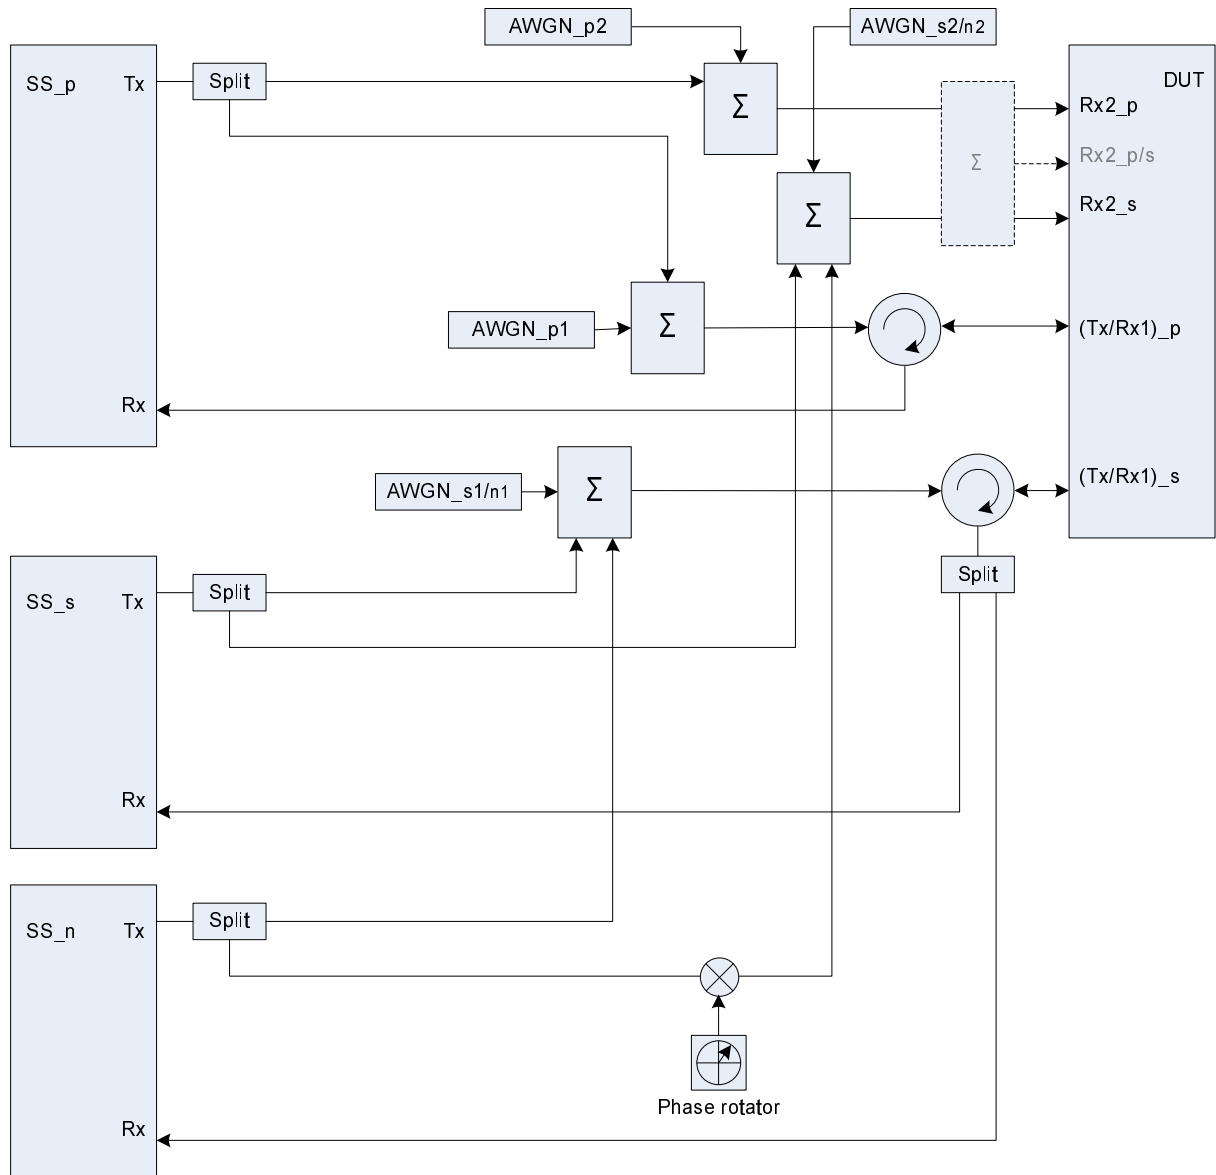 AWGN_p2
AWGN_s2/n2
SS_p
Tx
Split
Σ
DUT
Rx2_p
Σ
Rx2_p/s
Σ
Rx2_s
AWGN_p1
Σ
(Tx/Rx1)_p
Rx
AWGN_s1/n1
Σ
(Tx/Rx1)_s
Split
SS_s
Tx
Split
Rx
SS_n
Tx
Split
Phase rotator
Rx